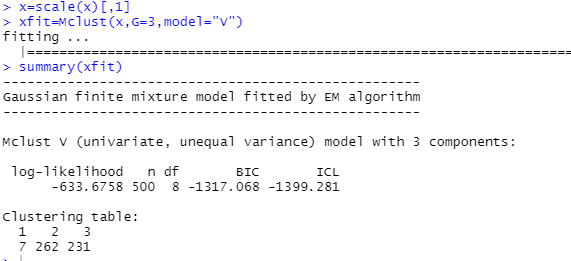 > x=scale(x)[,1]
> xfit=Mclust(x,G=3,model="V")
fitting ...
  |======================================================================
> summary(xfit)
----------------------------------------------------
Gaussian finite mixture model fitted by EM algorithm
----------------------------------------------------
Mclust V (univariate, unequal variance) model with 3 components:
 log-likelihood   n df       BIC       ICL
      -633.6758 500  8 -1317.068 -1399.281
Clustering table:
  1   2   3
  7 262 231
> |